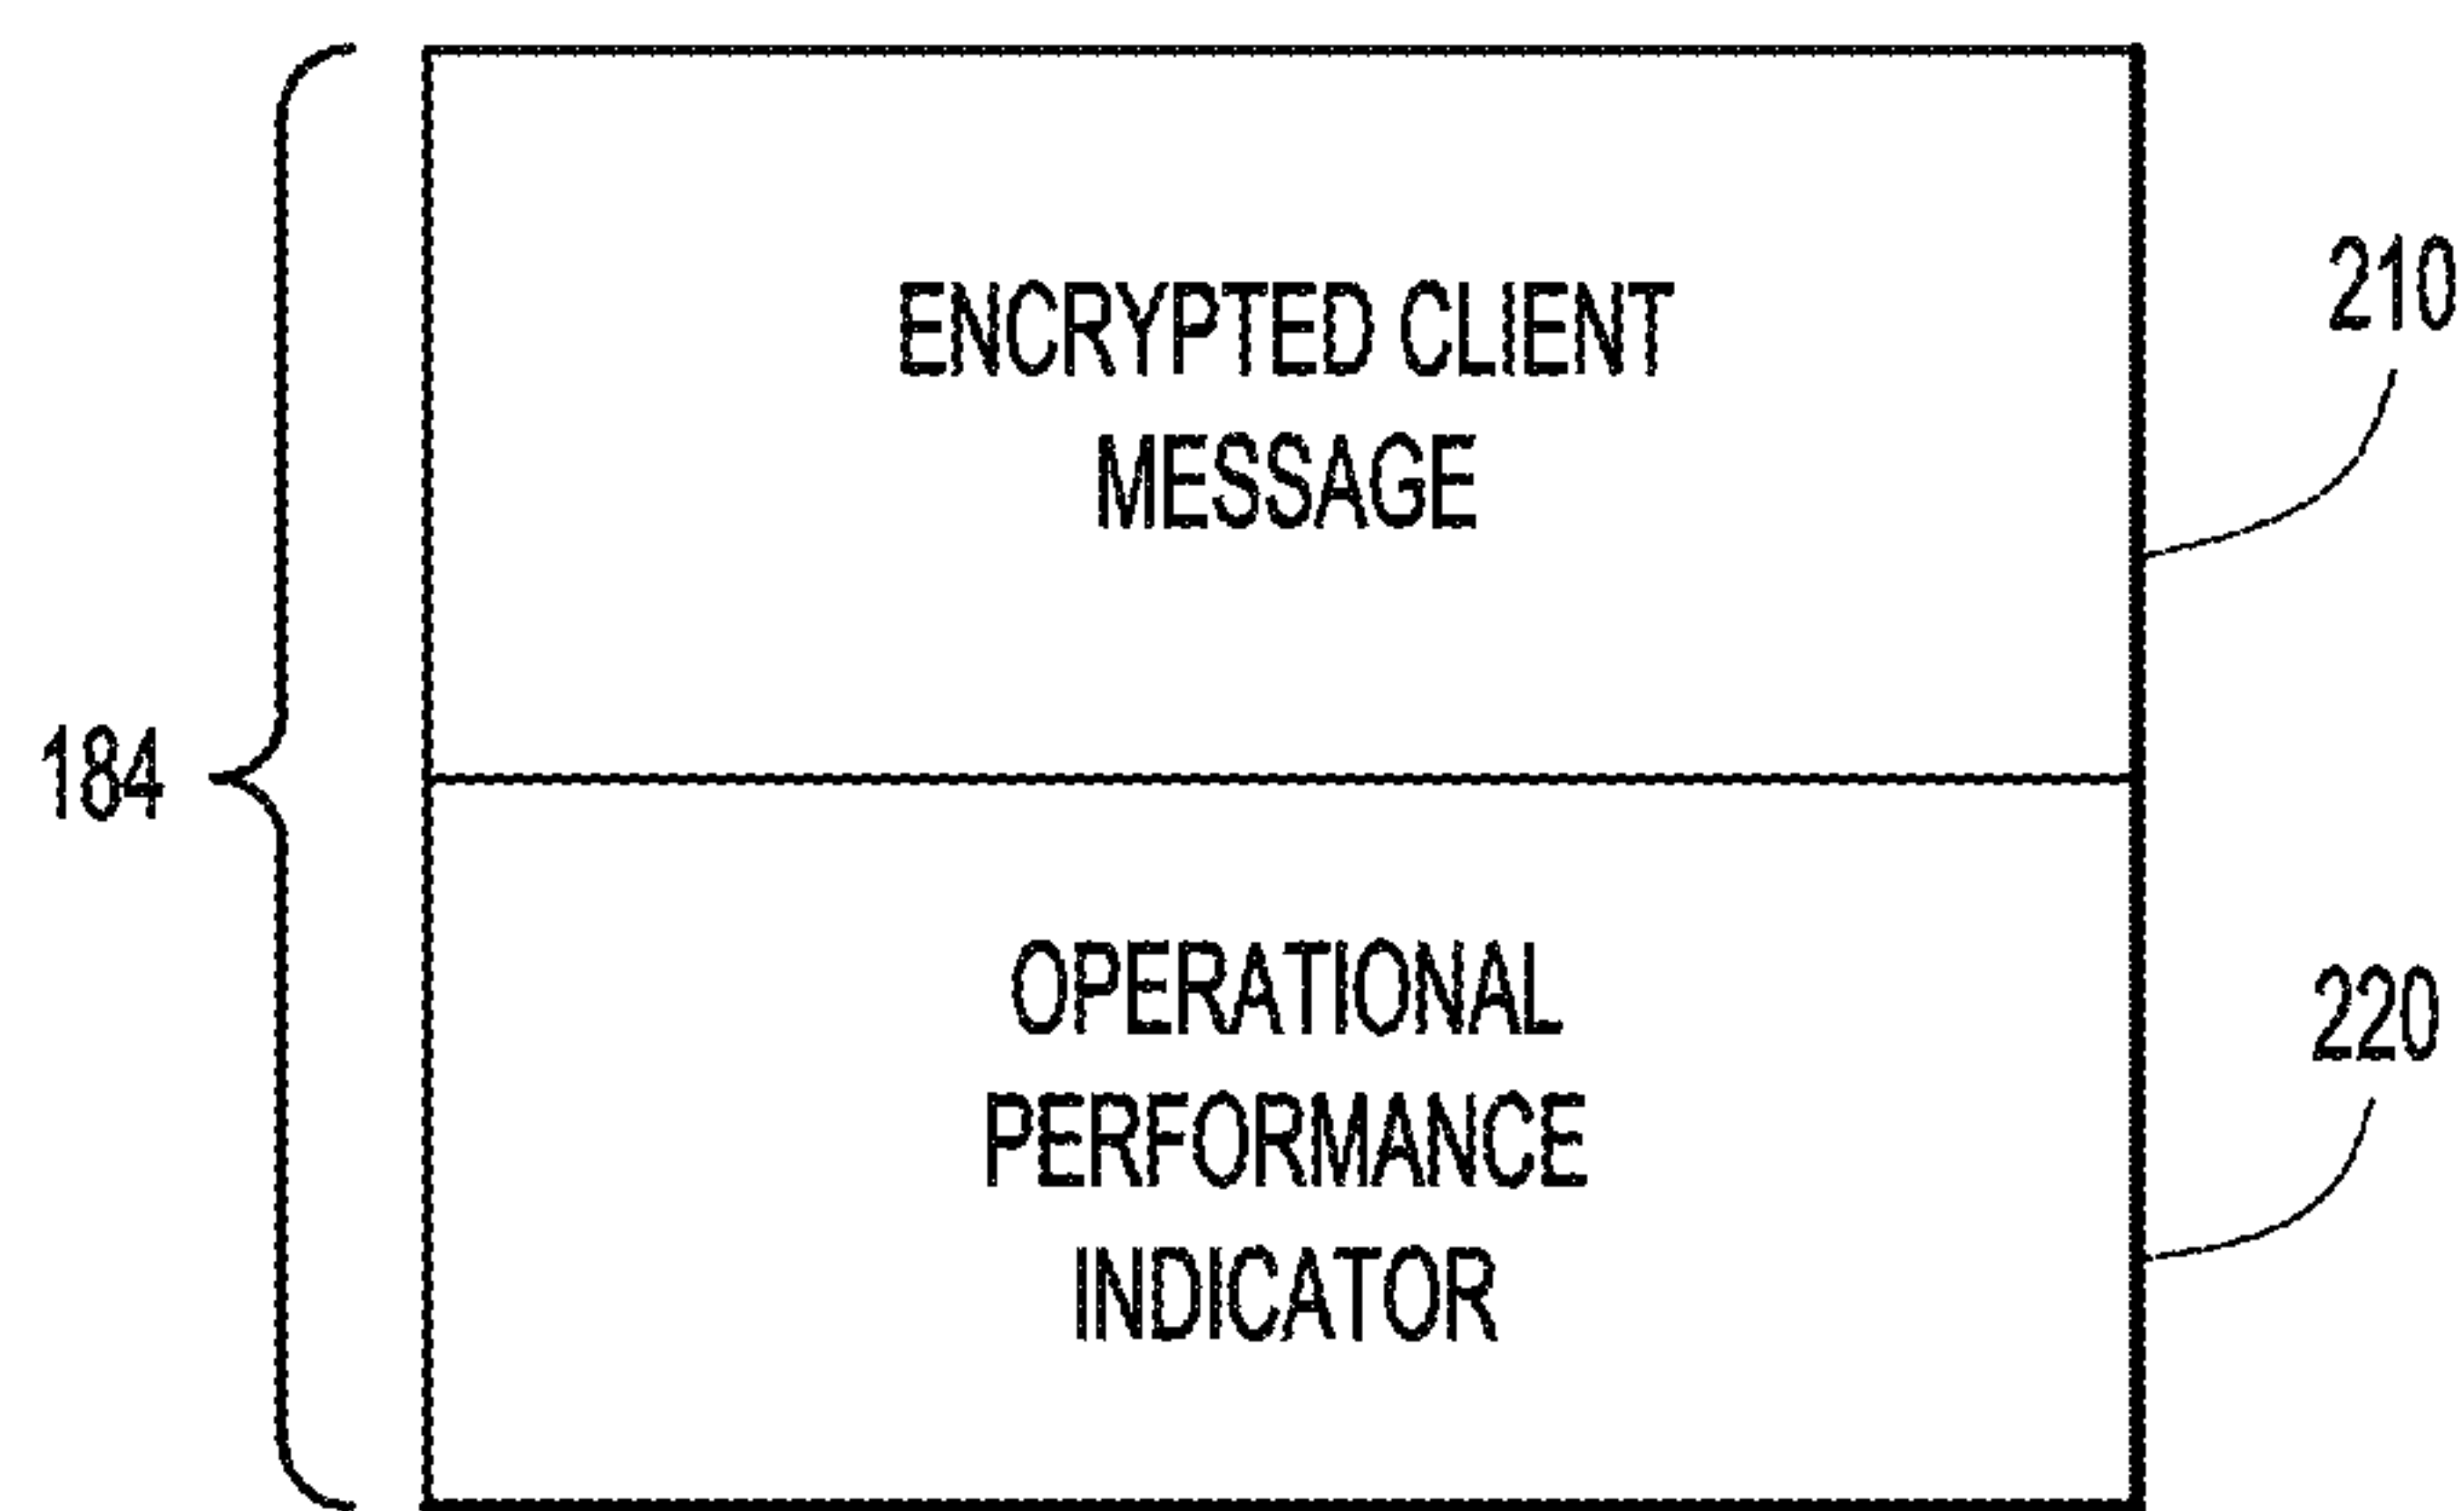 210
ENCRYPTED CLIENT
MESSAGE
184
OPERATIONAL
PERFORMANCE
INDICATOR
220